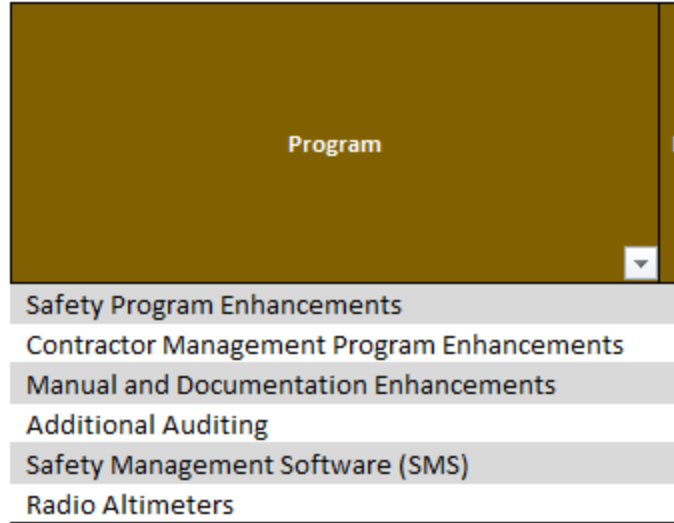 Program
Safety Program Enhancements
Contractor Management Program Enhancements
Manual and Documentation Enhancements
Additional Auditing
Safety Management Software (SMS)
Radio Altimeters